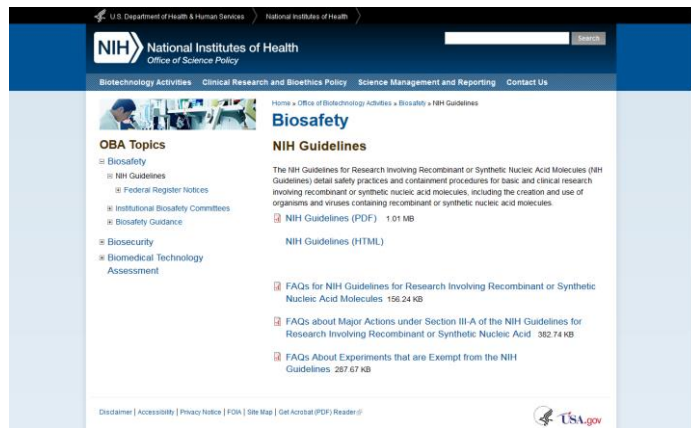 U.S. Department of Health & Human Services
National Institutes of Health
NIH
National Institutes of Health
Office of Science Policy
Search
Biotechnology Activities Clinical Research and Bioethics Policy Science Management and Reporting Contact Us
Home » Office of Biotechnology Activities » Biosafety » NIH Guidelines
Biosafety
OBA Topics
Biosafety
NIH Guidelines
Federal Register Notices
Institutional Biosafety Committees
Biosafety Guidance
Biosecurity
Biomedical Technology
Assessment
NIH Guidelines
The NIH Guidelines for Research Involving Recombinant or Synthetic Nucleic Acid Molecules (NIH
Guidelines) detail safety practices and containment procedures for basic and clinical research
involving recombinant or synthetic nucleic acid molecules, including the creation and use of
organisms and viruses containing recombinant or synthetic nucleic acid molecules.
NIH Guidelines (PDF) 1.01 MB
NIH Guidelines (HTML)
FAQs for NIH Guidelines for Research Involving Recombinant or Synthetic
Nucleic Acid Molecules 156.24 KB
FAQs about Major Actions under Section III-A of the NIH Guidelines for
Research Involving Recombinant or Synthetic Nucleic Acid 382.74 KB
FAQs About Experiments that are Exempt from the NIH
Guidelines 287.67 KB
Disclaimer | Accessibility | Privacy Notice | FOIA | Site Map | Get Acrobat (PDF) Reader
USA.gov